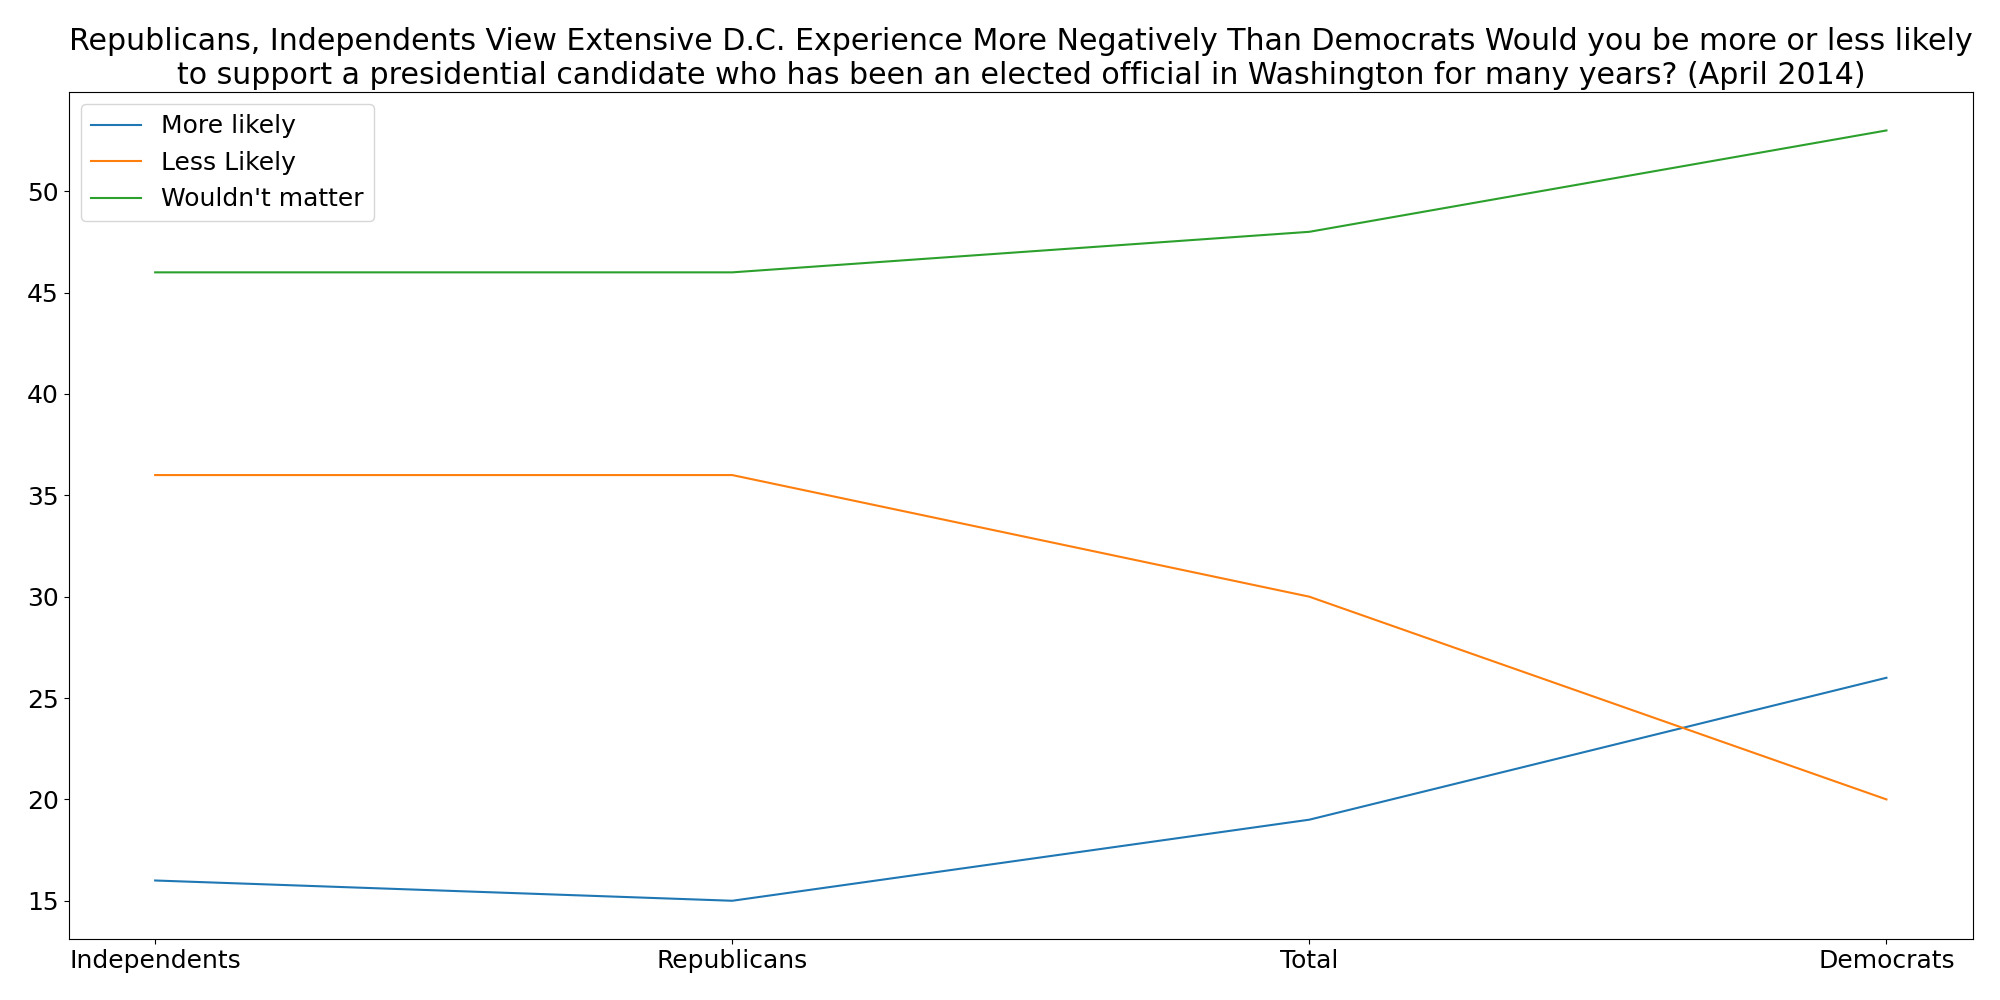 Republicans, Independents View Extensive D.C. Experience More Negatively Than Democrats Would you be more or less likely
to support a presidential candidate who has been an elected official in Washington for many years? (April 2014)
More likely
Less Likely
Wouldn't matter
50
45
40
35
30
25
20
15
Independents
Republicans
Total
Democrats